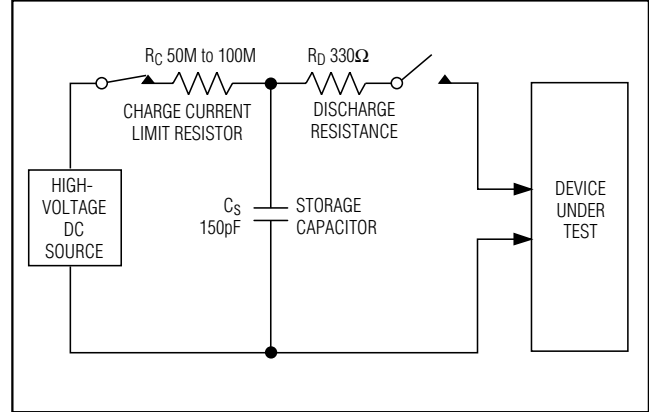 RC 50M to 100M
CHARGE CURRENT
LIMIT RESISTOR
RD 330Ω
DISCHARGE
RESISTANCE
HIGH-
VOLTAGE
DC
SOURCE
CS
150pF
STORAGE
CAPACITOR
DEVICE
UNDER
TEST